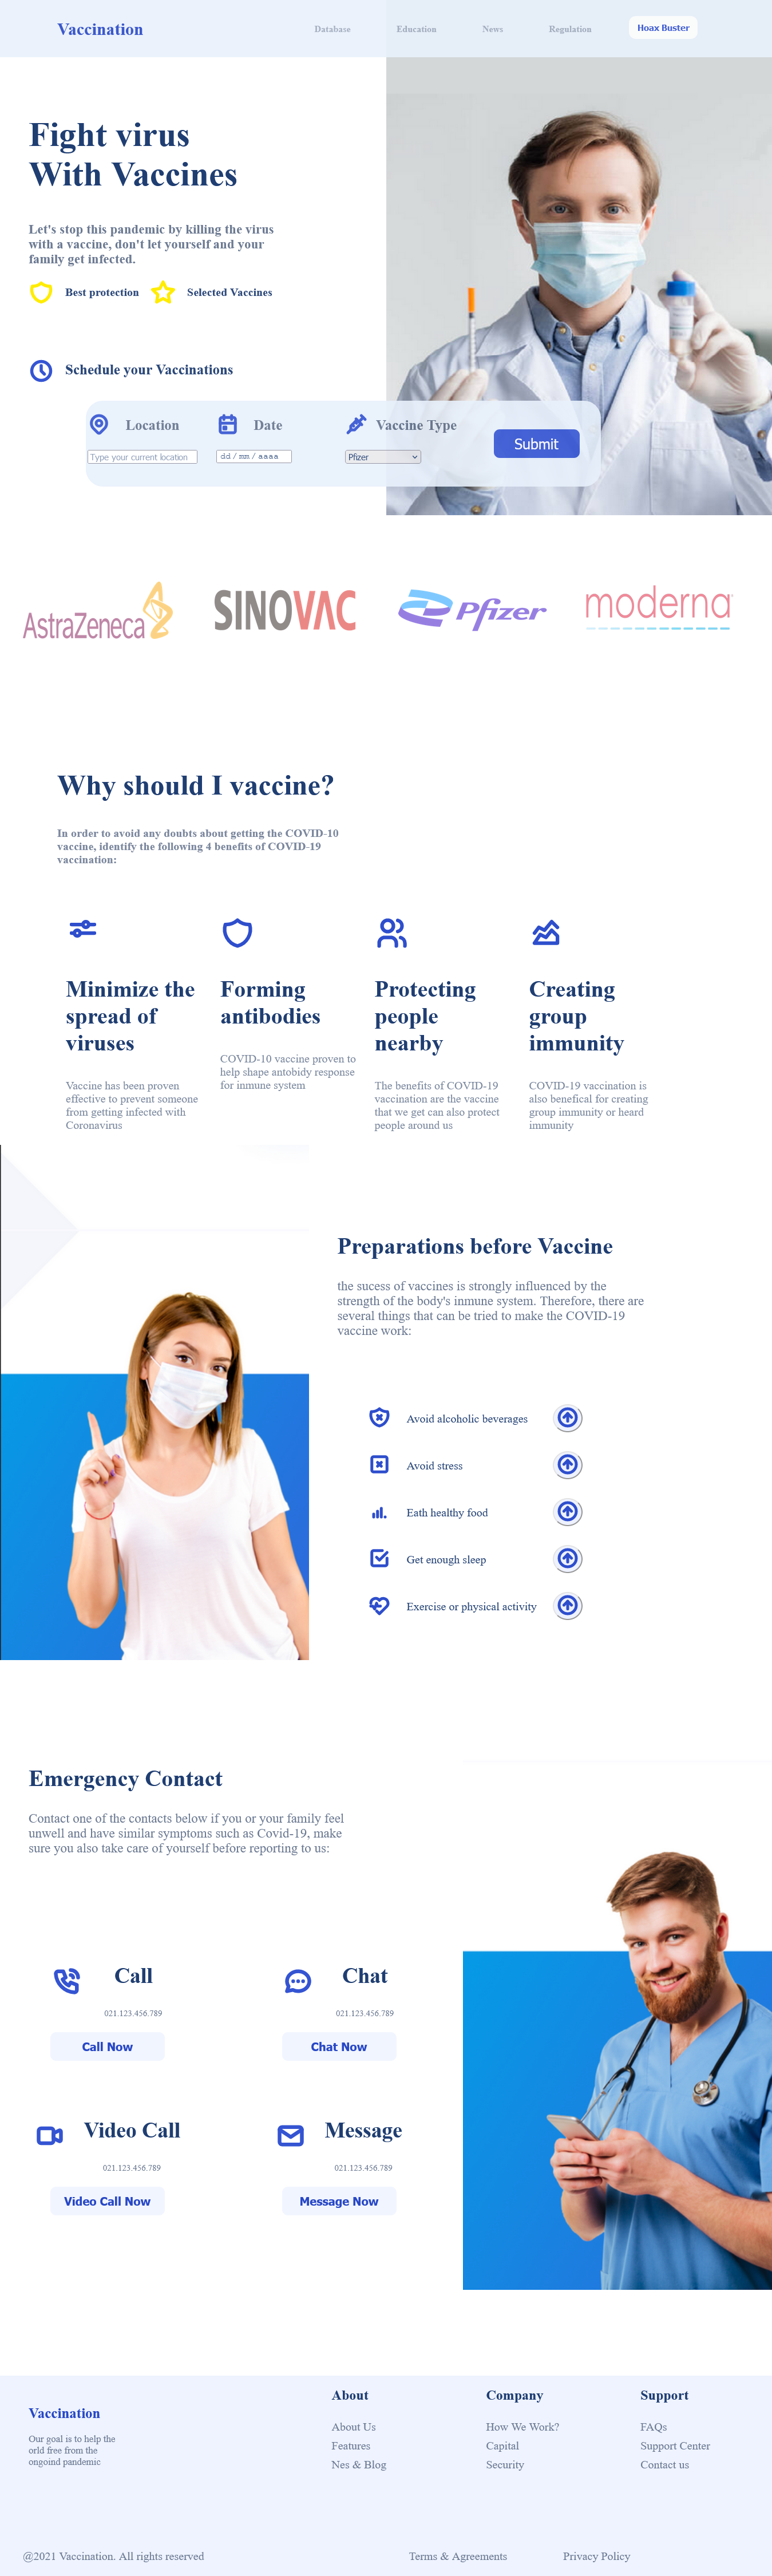 Vaccination
Database
Education
News
Regulation
Hoax Buster
Fight virus
With Vaccines
Let's stop this pandemic by killing the virus
with a vaccine, don't let yourself and your
family get infected.
Best protection
Selected Vaccines
Schedule your Vaccinations
Location
Date
Vaccine Type
Type your current location
dd / mm / aaaa
Pfizer
Submit
AstraZeneca
SINOVAC
Pfizer
moderna
Why should I vaccine?
In order to avoid any doubts about getting the COVID-10
vaccine, identify the following 4 benefits of COVID-19
vaccination:
Minimize the
spread of
viruses
Vaccine has been proven
effective to prevent someone
from getting infected with
Coronavirus
Forming
antibodies
COVID-10 vaccine proven to
help shape antobidy response
for inmune system
Protecting
people
nearby
The benefits of COVID-19
vaccination are the vaccine
that we get can also protect
people around us
Creating
group
immunity
COVID-19 vaccination is
also benefical for creating
group immunity or heard
immunity
Preparations before Vaccine
the sucess of vaccines is strongly influenced by the
strength of the body's inmune system. Therefore, there are
several things that can be tried to make the COVID-19
vaccine work:
Avoid alcoholic beverages
Avoid stress
Eath healthy food
Get enough sleep
Exercise or physical activity
Emergency Contact
Contact one of the contacts below if you or your family feel
unwell and have similar symptoms such as Covid-19, make
sure you also take care of yourself before reporting to us:
Call
021.123.456.789
Call Now
Chat
021.123.456.789
Chat Now
Video Call
021.123.456.789
Video Call Now
Message
021.123.456.789
Message Now
Vaccination
Our goal is to help the
orld free from the
ongoind pandemic
About
About Us
Features
Nes & Blog
Company
How We Work?
Capital
Security
Support
FAQs
Support Center
Contact us
@2021 Vaccination. All rights reserved
Terms & Agreements
Privacy Policy